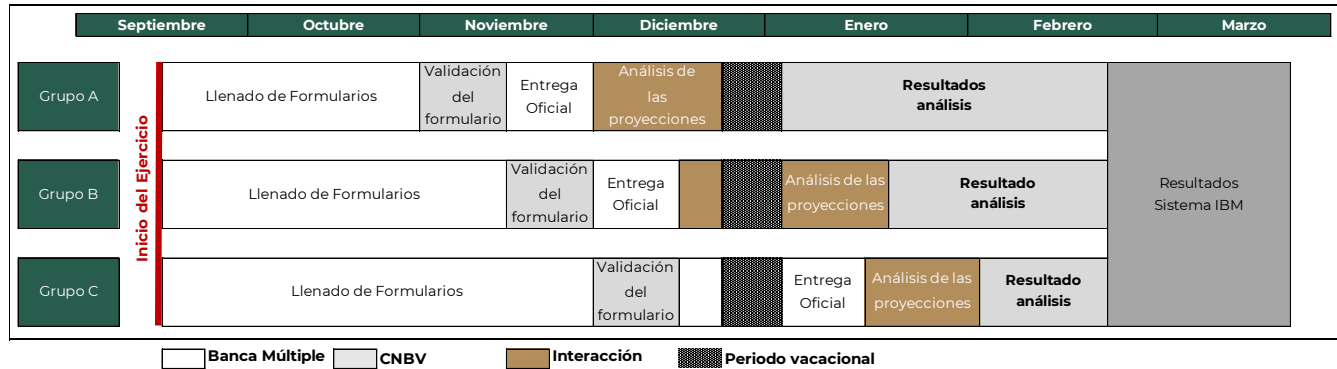 Septiembre
Octubre
Noviembre
Diciembre
Enero
Febrero
Marzo
Inicio del Ejercicio
Grupo A
Llenado de Formularios
Validación
del
formulario
Entrega
Oficial
Análisis de
las
proyecciones
Resultados
análisis
Grupo B
Llenado de Formularios
Validación
del
formulario
Entrega
Oficial
Análisis de las
proyecciones
Resultado
análisis
Resultados
Sistema IBM
Grupo C
Llenado de Formularios
Validación
del
formulario
Entrega
Oficial
Análisis de las
proyecciones
Resultado
análisis
Banca Múltiple
CNBV
Interacción
Periodo vacacional